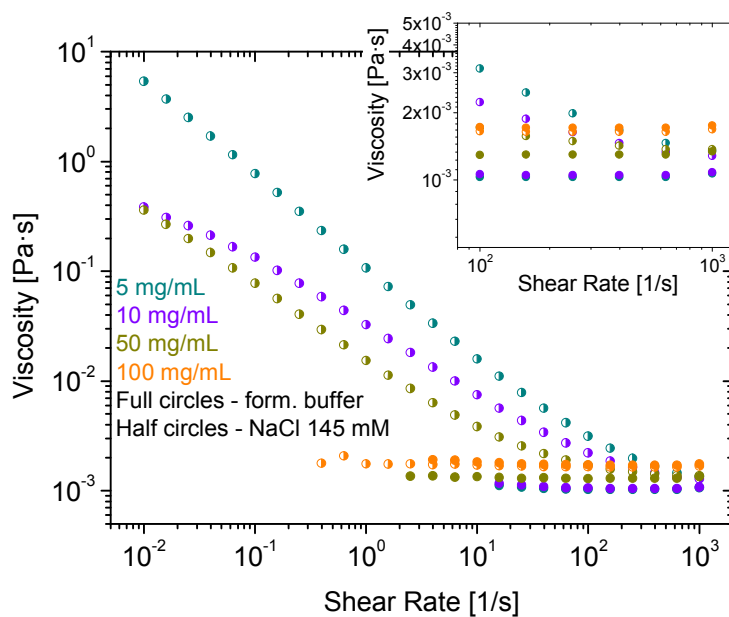 10¹
10⁰
10⁻¹
10⁻²
10⁻³
Viscosity [Pa·s]
10⁻²
10⁻¹
10⁰
10¹
10²
10³
Shear Rate [1/s]
5 mg/mL
10 mg/mL
50 mg/mL
100 mg/mL
Full circles - form. buffer
Half circles - NaCl 145 mM
5x10⁻³
4x10⁻³
3x10⁻³
2x10⁻³
10⁻³
Viscosity [Pa·s]
10²
10³
Shear Rate [1/s]